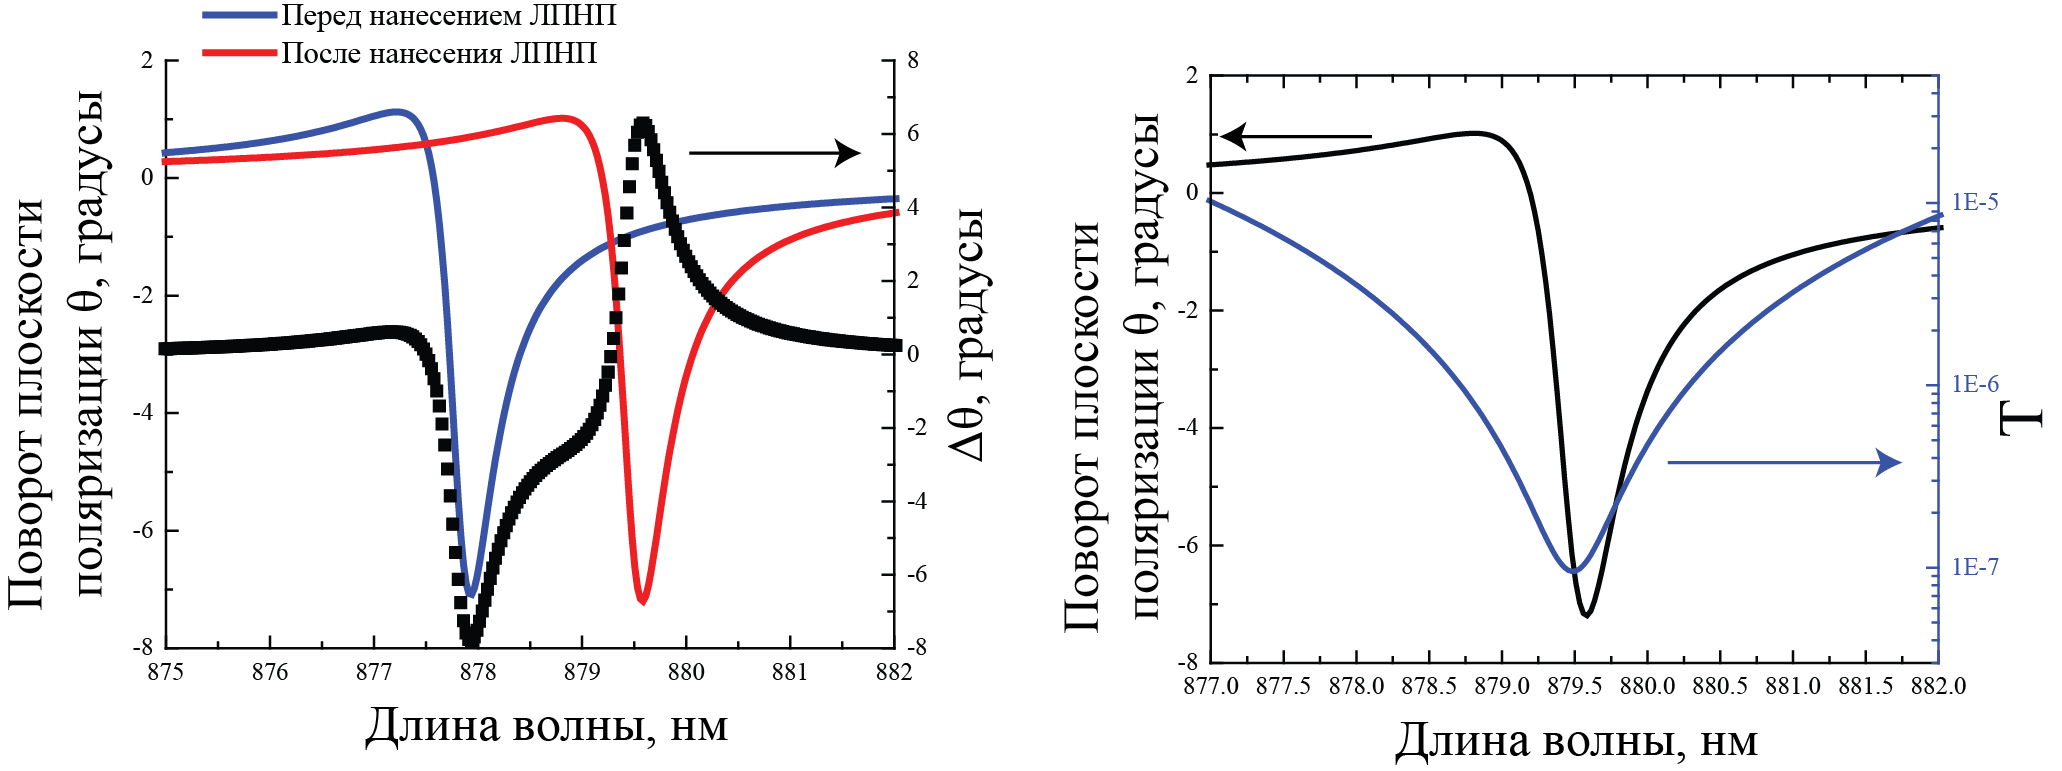 Перед нанесением ЛПНП
После нанесения ЛПНП
Поворот плоскости
поляризации θ, градусы
2
0
-2
-4
-6
-8
8
6
4
2
0
-2
-4
-6
-8
Δθ, градусы
875 876 877 878 879 880 881 882
Длина волны, нм
Поворот плоскости
поляризации θ, градусы
2
0
-2
-4
-6
-8
1E-5
1E-6
1E-7
T
877.0 877.5 878.0 878.5 879.0 879.5 880.0 880.5 881.0 881.5 882.0
Длина волны, нм